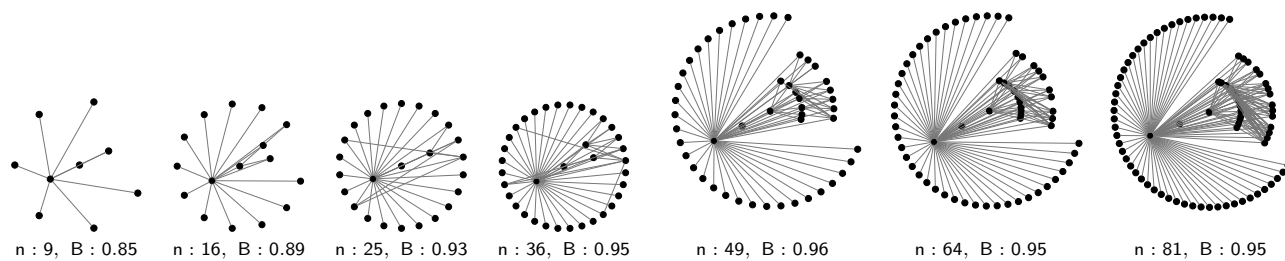 n : 9, B : 0.85
n : 16, B : 0.89
n : 25, B : 0.93
n : 36, B : 0.95
n : 49, B : 0.96
n : 64, B : 0.95
n : 81, B : 0.95